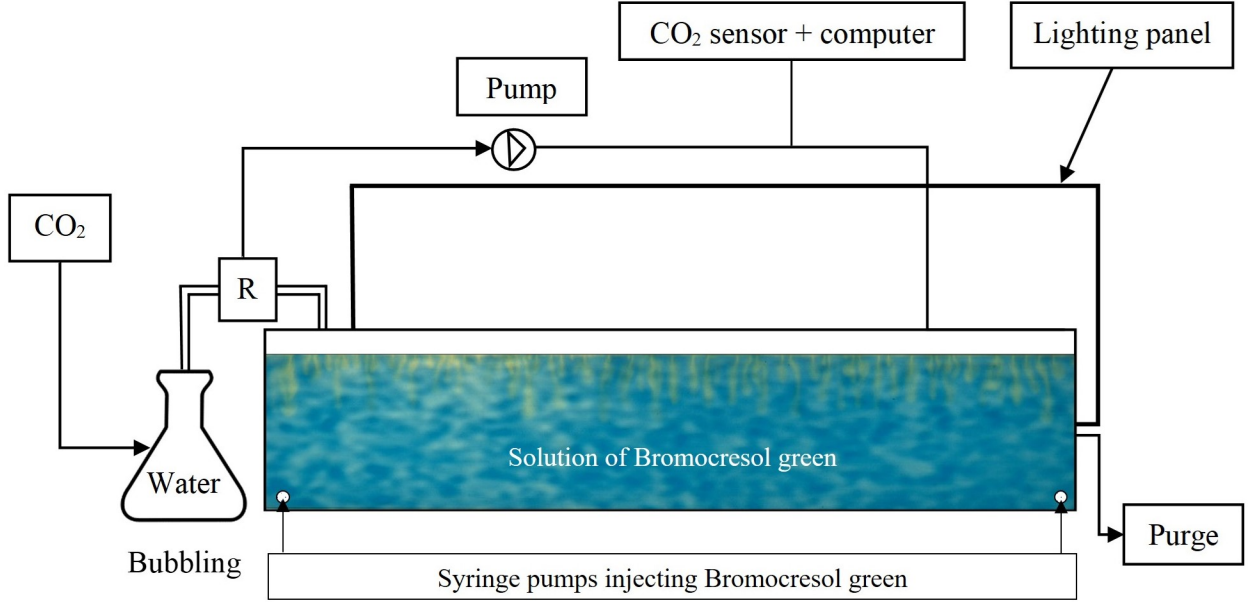 CO₂ sensor + computer
Lighting panel
Pump
CO₂
R
Water
Solution of Bromocresol green
Bubbling
Purge
Syringe pumps injecting Bromocresol green